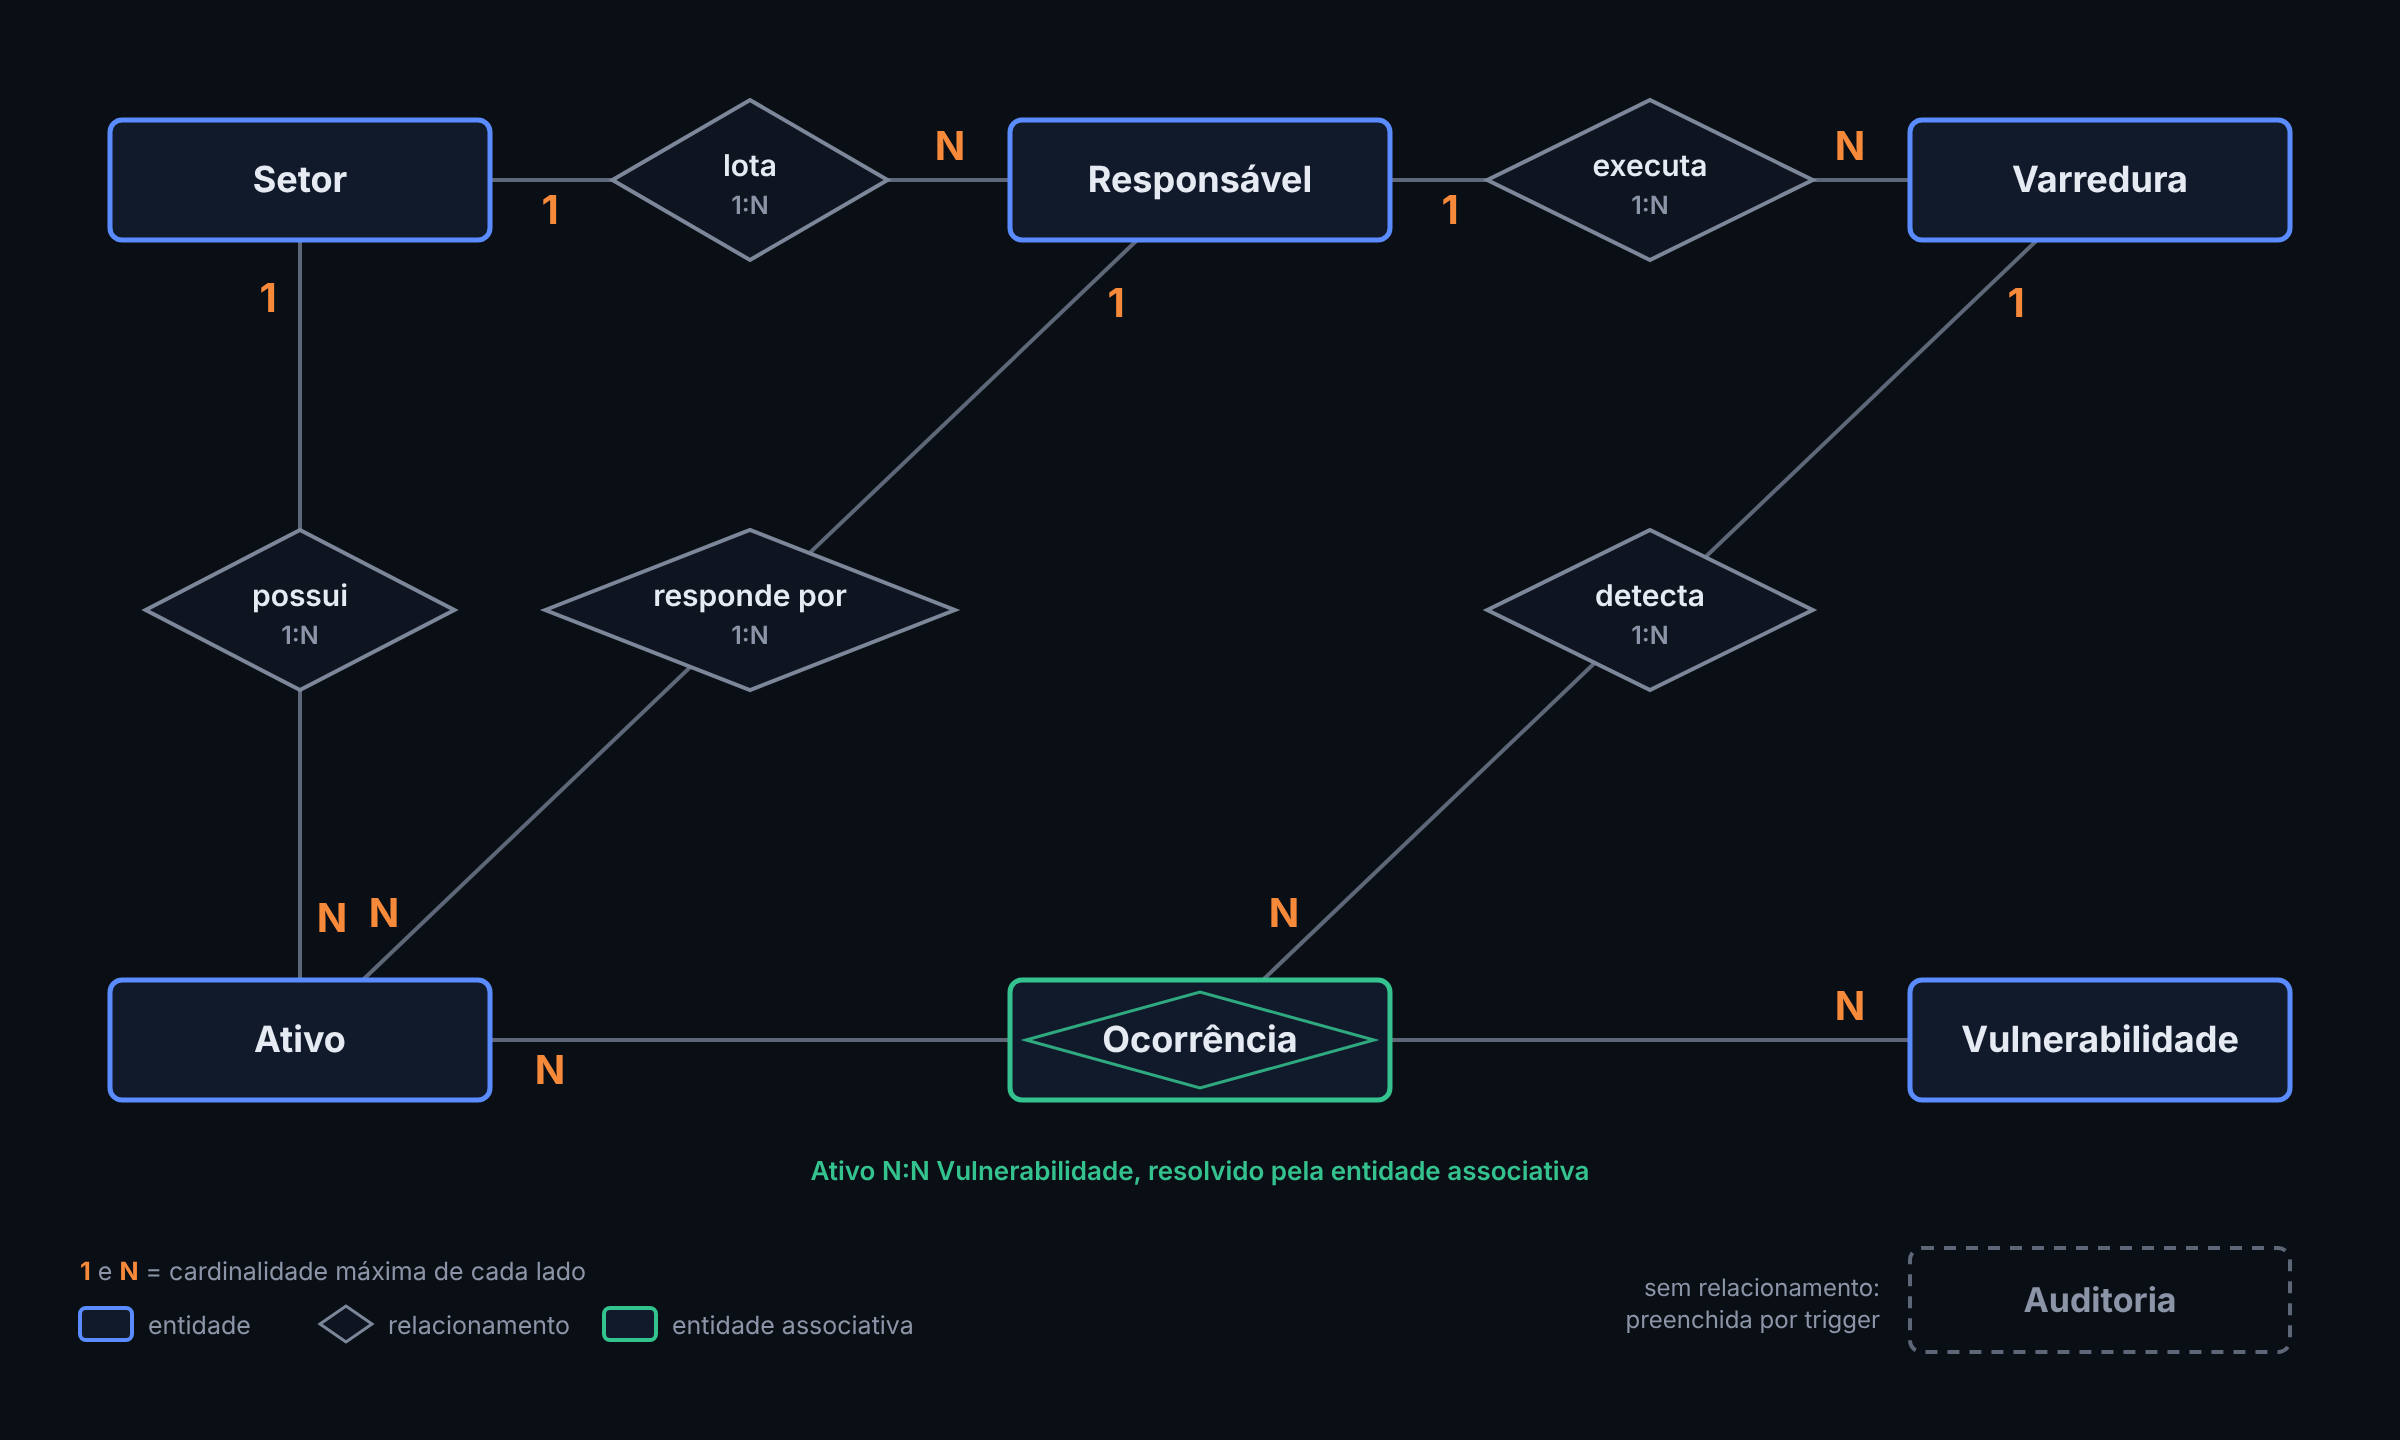 Setor
1
lota
1:N
N
Responsável
1
executa
1:N
N
Varredura
1
1
1
possui
1:N
responde por
1:N
detecta
1:N
N
N
N
Ativo
N
Ocorrência
N
Vulnerabilidade
Ativo N:N Vulnerabilidade, resolvido pela entidade associativa
1 e N = cardinalidade máxima de cada lado
entidade
relacionamento
entidade associativa
sem relacionamento:
preenchida por trigger
Auditoria